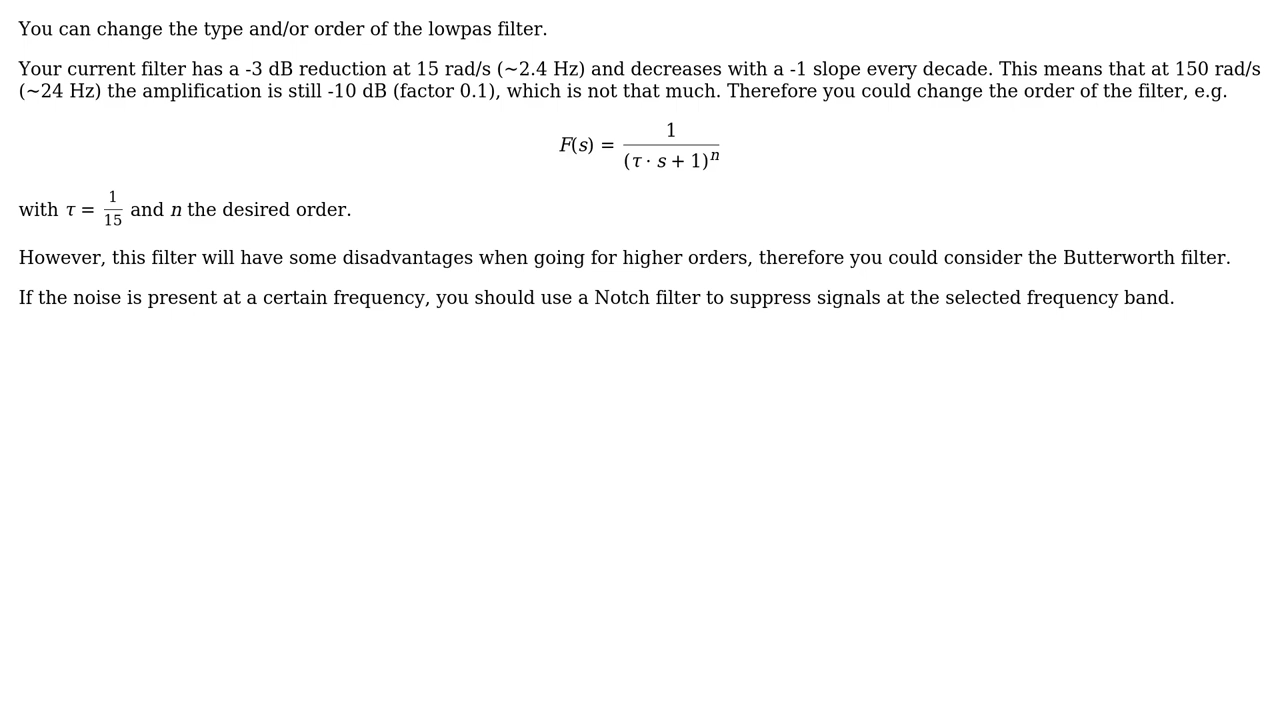 You can change the type and/or order of the lowpas filter.
Your current filter has a -3 dB reduction at 15 rad/s (~2.4 Hz) and decreases with a -1 slope every decade. This means that at 150 rad/s
(~24 Hz) the amplification is still -10 dB (factor 0.1), which is not that much. Therefore you could change the order of the filter, e.g.
F(s) = 1 / (τ · s + 1)^n
with τ = 1/15 and n the desired order.
However, this filter will have some disadvantages when going for higher orders, therefore you could consider the Butterworth filter.
If the noise is present at a certain frequency, you should use a Notch filter to suppress signals at the selected frequency band.